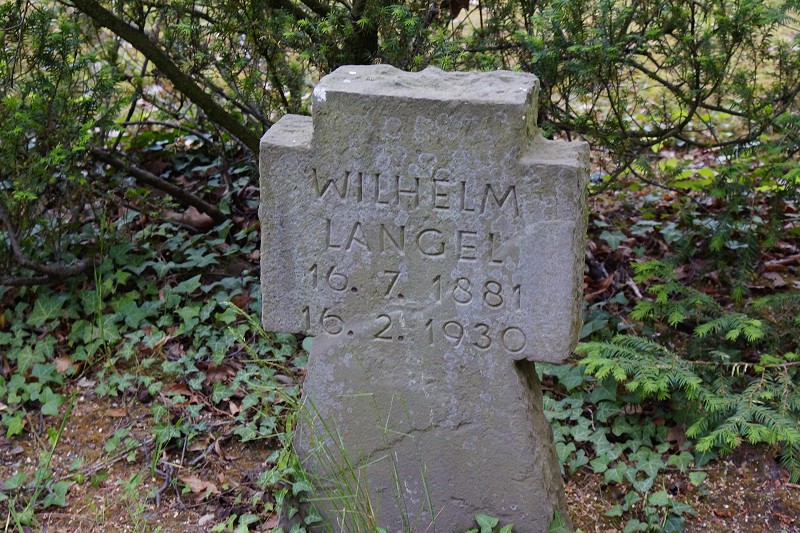 WILHELM
LANGEL
16. 7. 1881
16. 2. 1930